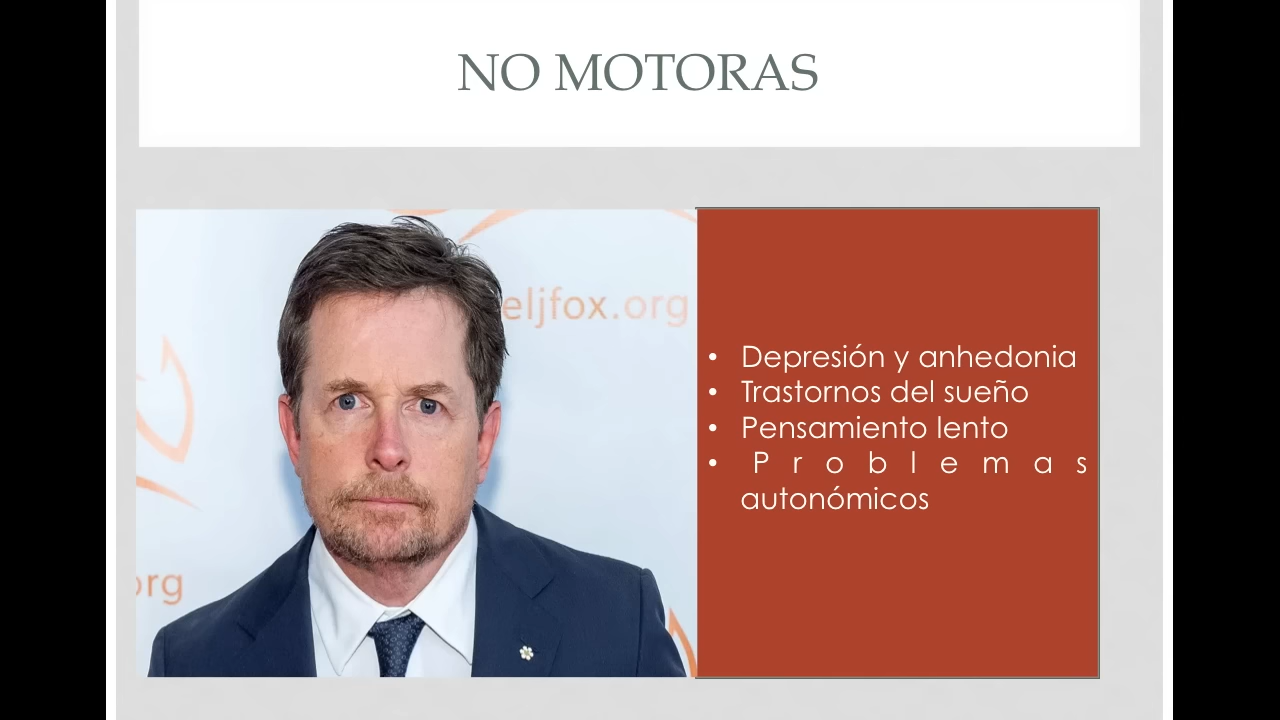 NO MOTORAS
eljfox.org
org
• Depresión y anhedonia
• Trastornos del sueño
• Pensamiento lento
• Problemas
autonómicos